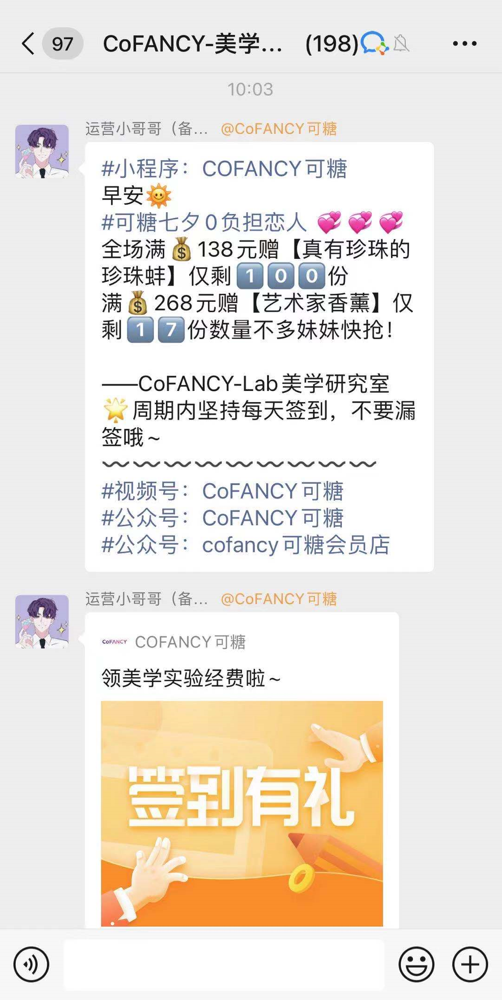 97
CoFANCY-美学... (198)
10:03
运营小哥哥（备... @CoFANCY可糖
#小程序：COFANCY可糖
早安🌞
#可糖七夕0负担恋人 💞💞💞
全场满💰138元赠【真有珍珠的
珍珠蚌】仅剩1️⃣0️⃣0️⃣份
满💰268元赠【艺术家香薰】仅
剩1️⃣7️⃣份数量不多妹妹快抢！
——CoFANCY-Lab美学研究室
🌟周期内坚持每天签到，不要漏
签哦~
〰️〰️〰️〰️〰️〰️〰️〰️〰️
#视频号：CoFANCY可糖
#公众号：CoFANCY可糖
#公众号：cofancy可糖会员店
运营小哥哥（备... @CoFANCY可糖
CoFANCY COFANCY可糖
领美学实验经费啦~
签到有礼